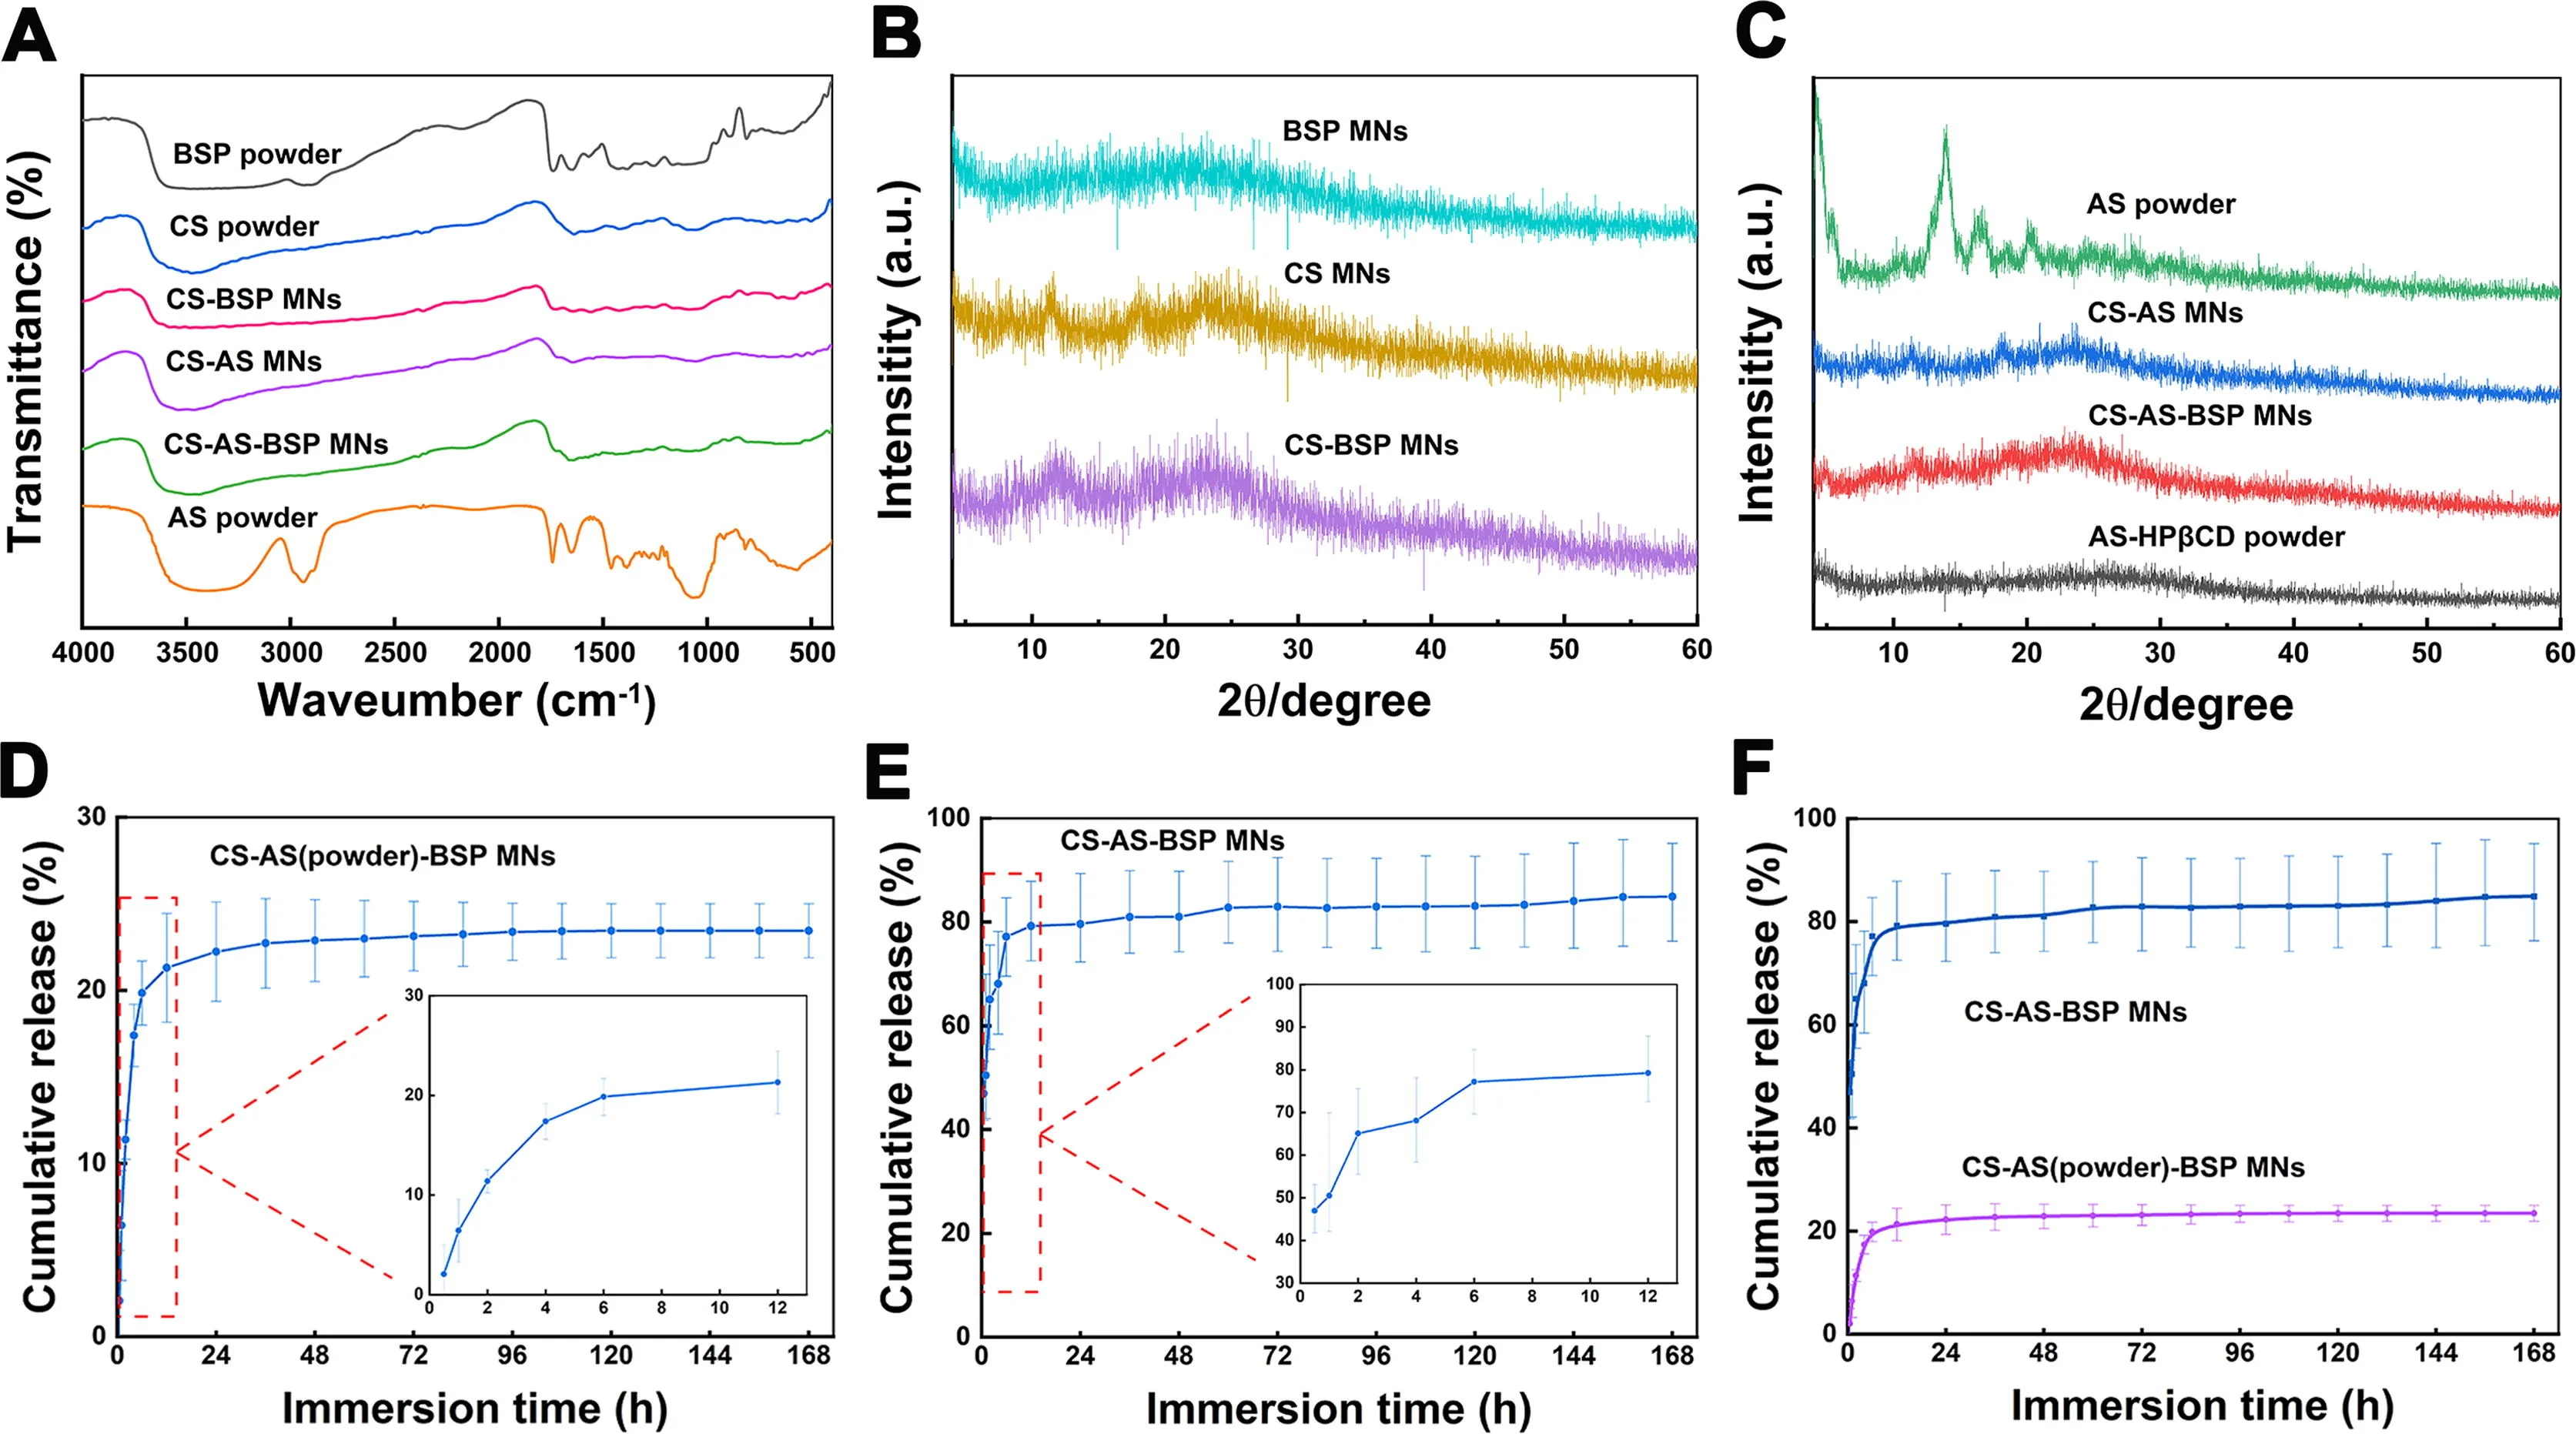 A
Transmittance (%)
BSP powder
CS powder
CS-BSP MNs
CS-AS MNs
CS-AS-BSP MNs
AS powder
4000 3500 3000 2500 2000 1500 1000 500
Waveumber (cm-1)
B
Intensitity (a.u.)
BSP MNs
CS MNs
CS-BSP MNs
10 20 30 40 50 60
2θ/degree
C
Intensitity (a.u.)
AS powder
CS-AS MNs
CS-AS-BSP MNs
AS-HPβCD powder
10 20 30 40 50 60
2θ/degree
D
Cumulative release (%)
30
20
10
0
CS-AS(powder)-BSP MNs
30
20
10
0
0 2 4 6 8 10 12
0 24 48 72 96 120 144 168
Immersion time (h)
E
Cumulative release (%)
100
80
60
40
20
0
CS-AS-BSP MNs
100
90
80
70
60
50
40
30
0 2 4 6 8 10 12
0 24 48 72 96 120 144 168
Immersion time (h)
F
Cumulative release (%)
100
80
60
40
20
0
CS-AS-BSP MNs
CS-AS(powder)-BSP MNs
0 24 48 72 96 120 144 168
Immersion time (h)